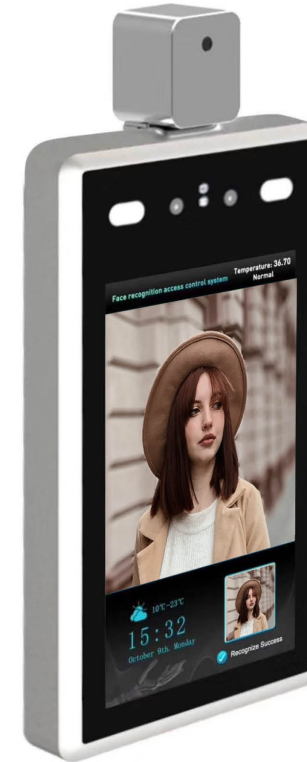 Face recognition access control system
Temperature: 36.70
Normal
10℃-23℃
15:32
October 9th. Monday
Recognize Success